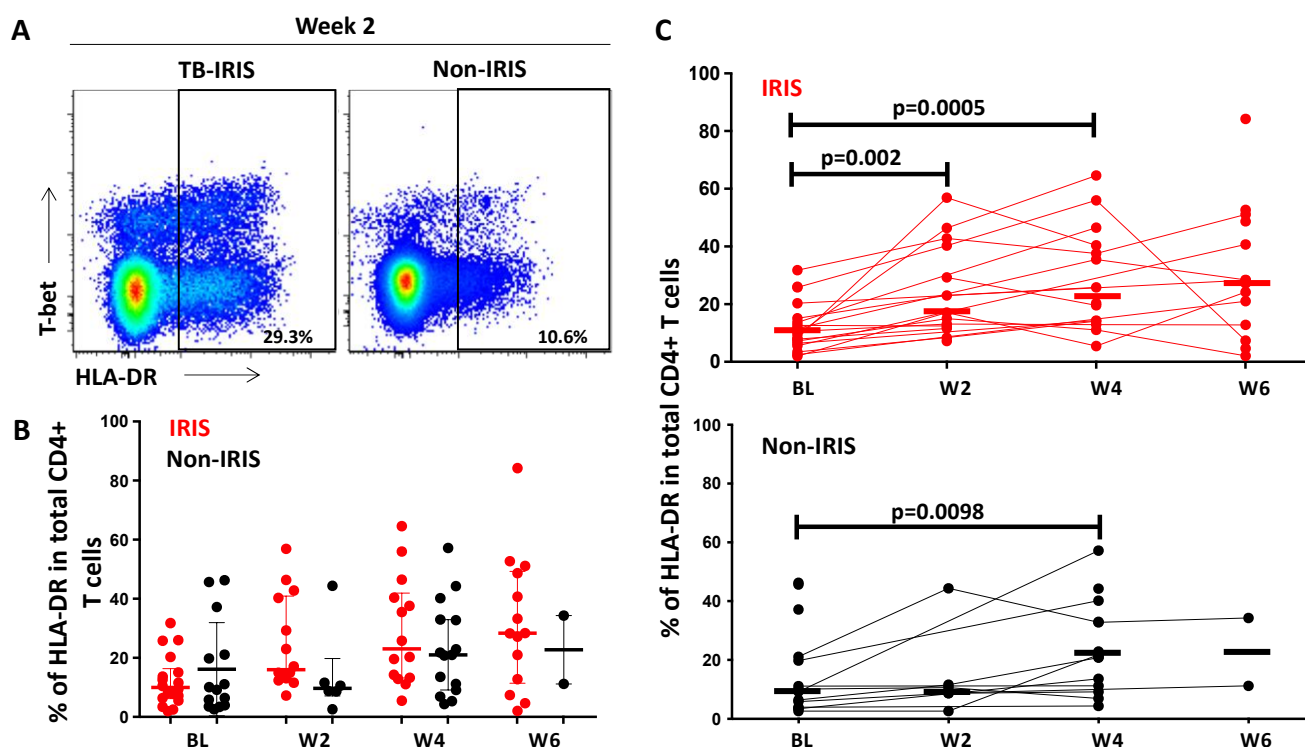 A
Week 2
TB-IRIS
Non-IRIS
T-bet
29.3%
10.6%
HLA-DR
B
IRIS
Non-IRIS
% of HLA-DR in total CD4+
T cells
100
80
60
40
20
0
BL
W2
W4
W6
C
% of HLA-DR in total CD4+ T cells
IRIS
p=0.0005
p=0.002
100
80
60
40
20
0
BL
W2
W4
W6
Non-IRIS
p=0.0098
100
80
60
40
20
0
BL
W2
W4
W6